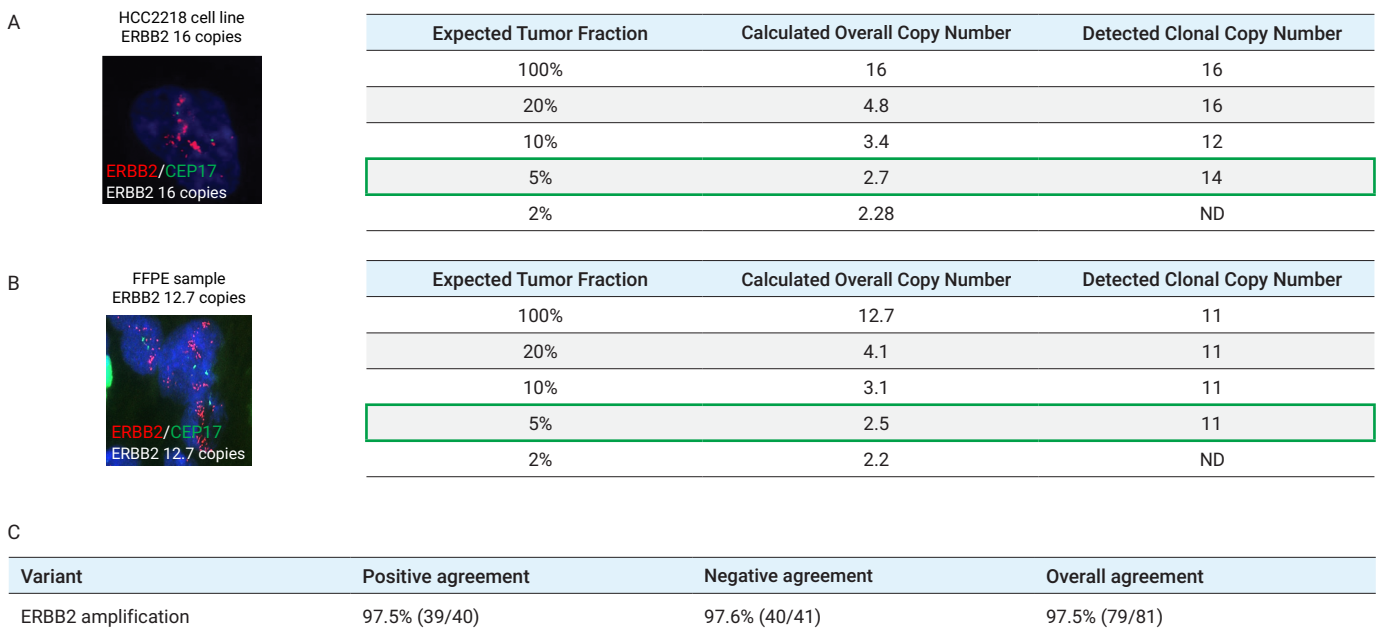 A
HCC2218 cell line
ERBB2 16 copies
ERBB2/CEP17
ERBB2 16 copies
Expected Tumor Fraction Calculated Overall Copy Number Detected Clonal Copy Number
100% 16 16
20% 4.8 16
10% 3.4 12
5% 2.7 14
2% 2.28 ND
B
FFPE sample
ERBB2 12.7 copies
ERBB2/CEP17
ERBB2 12.7 copies
Expected Tumor Fraction Calculated Overall Copy Number Detected Clonal Copy Number
100% 12.7 11
20% 4.1 11
10% 3.1 11
5% 2.5 11
2% 2.2 ND
C
Variant Positive agreement Negative agreement Overall agreement
ERBB2 amplification 97.5% (39/40) 97.6% (40/41) 97.5% (79/81)